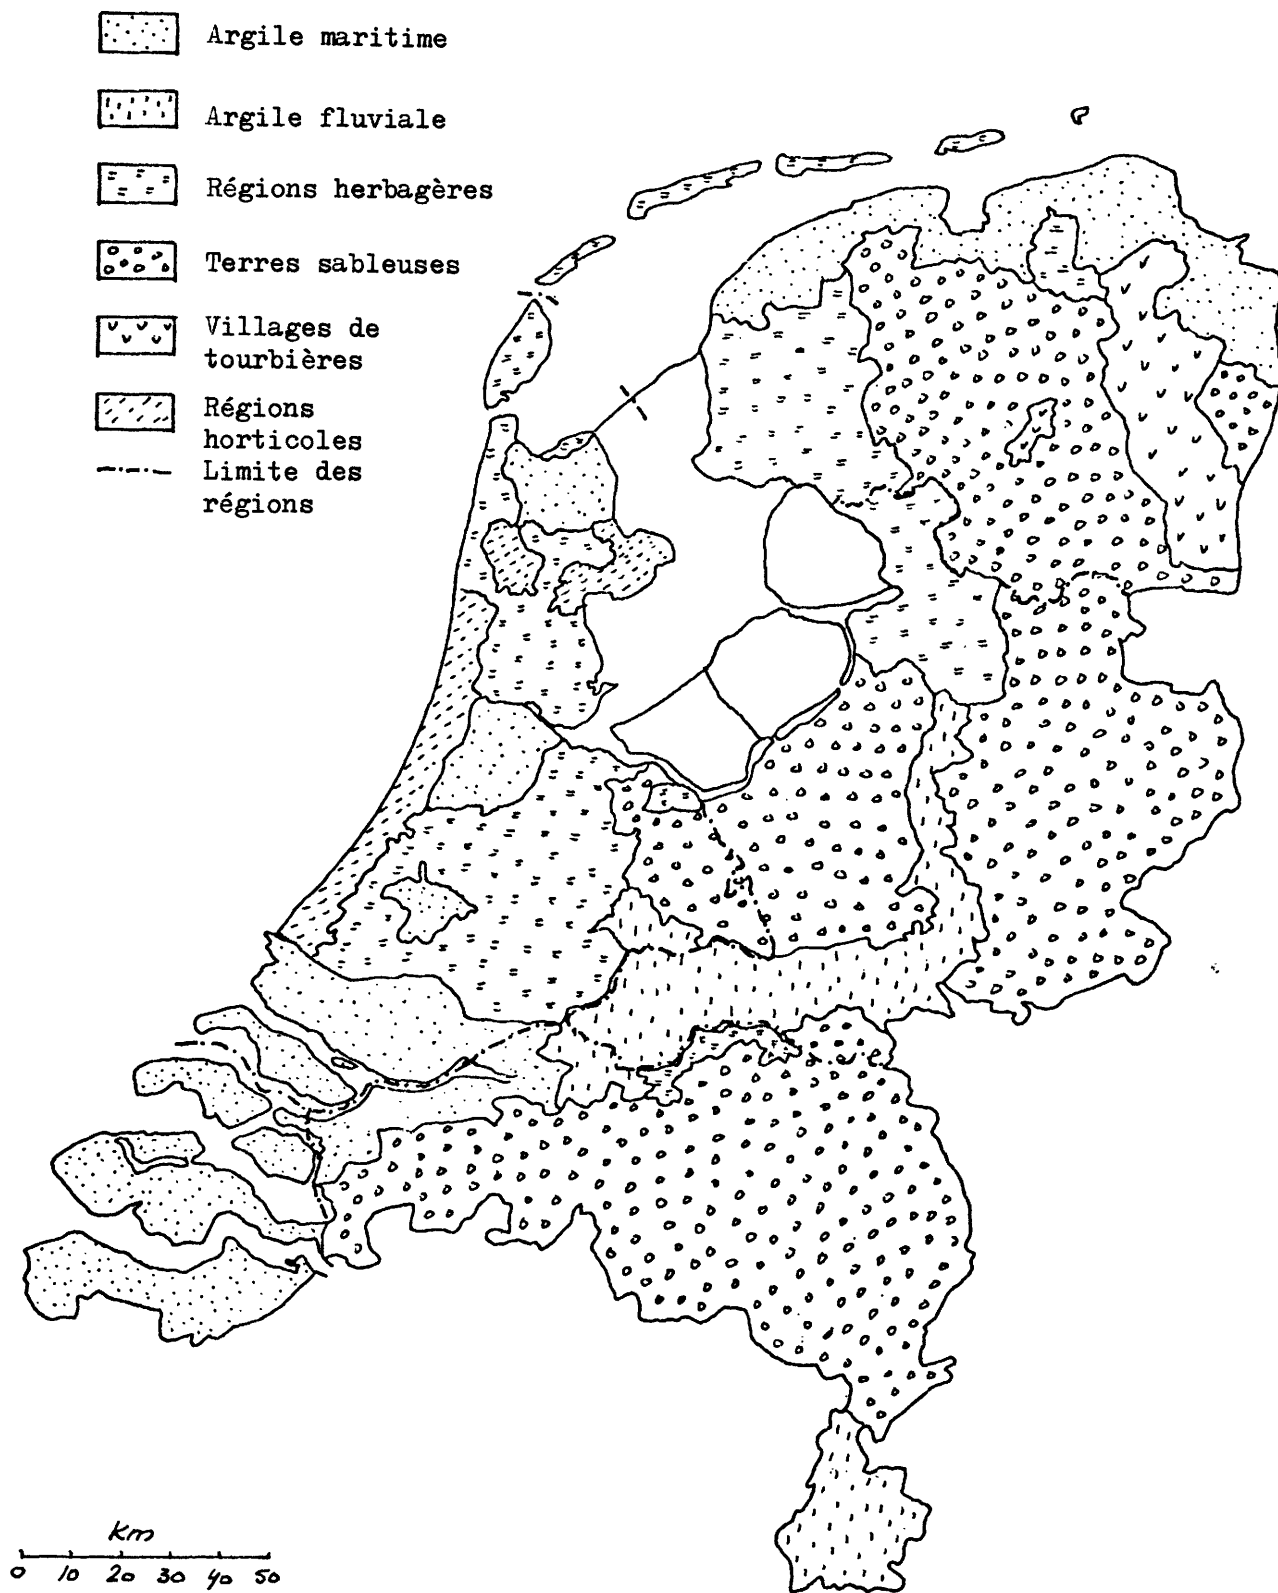 Argile maritime
Argile fluviale
Régions herbagères
Terres sableuses
Villages de
tourbières
Régions
horticoles
Limite des
régions
Km
0 10 20 30 40 50